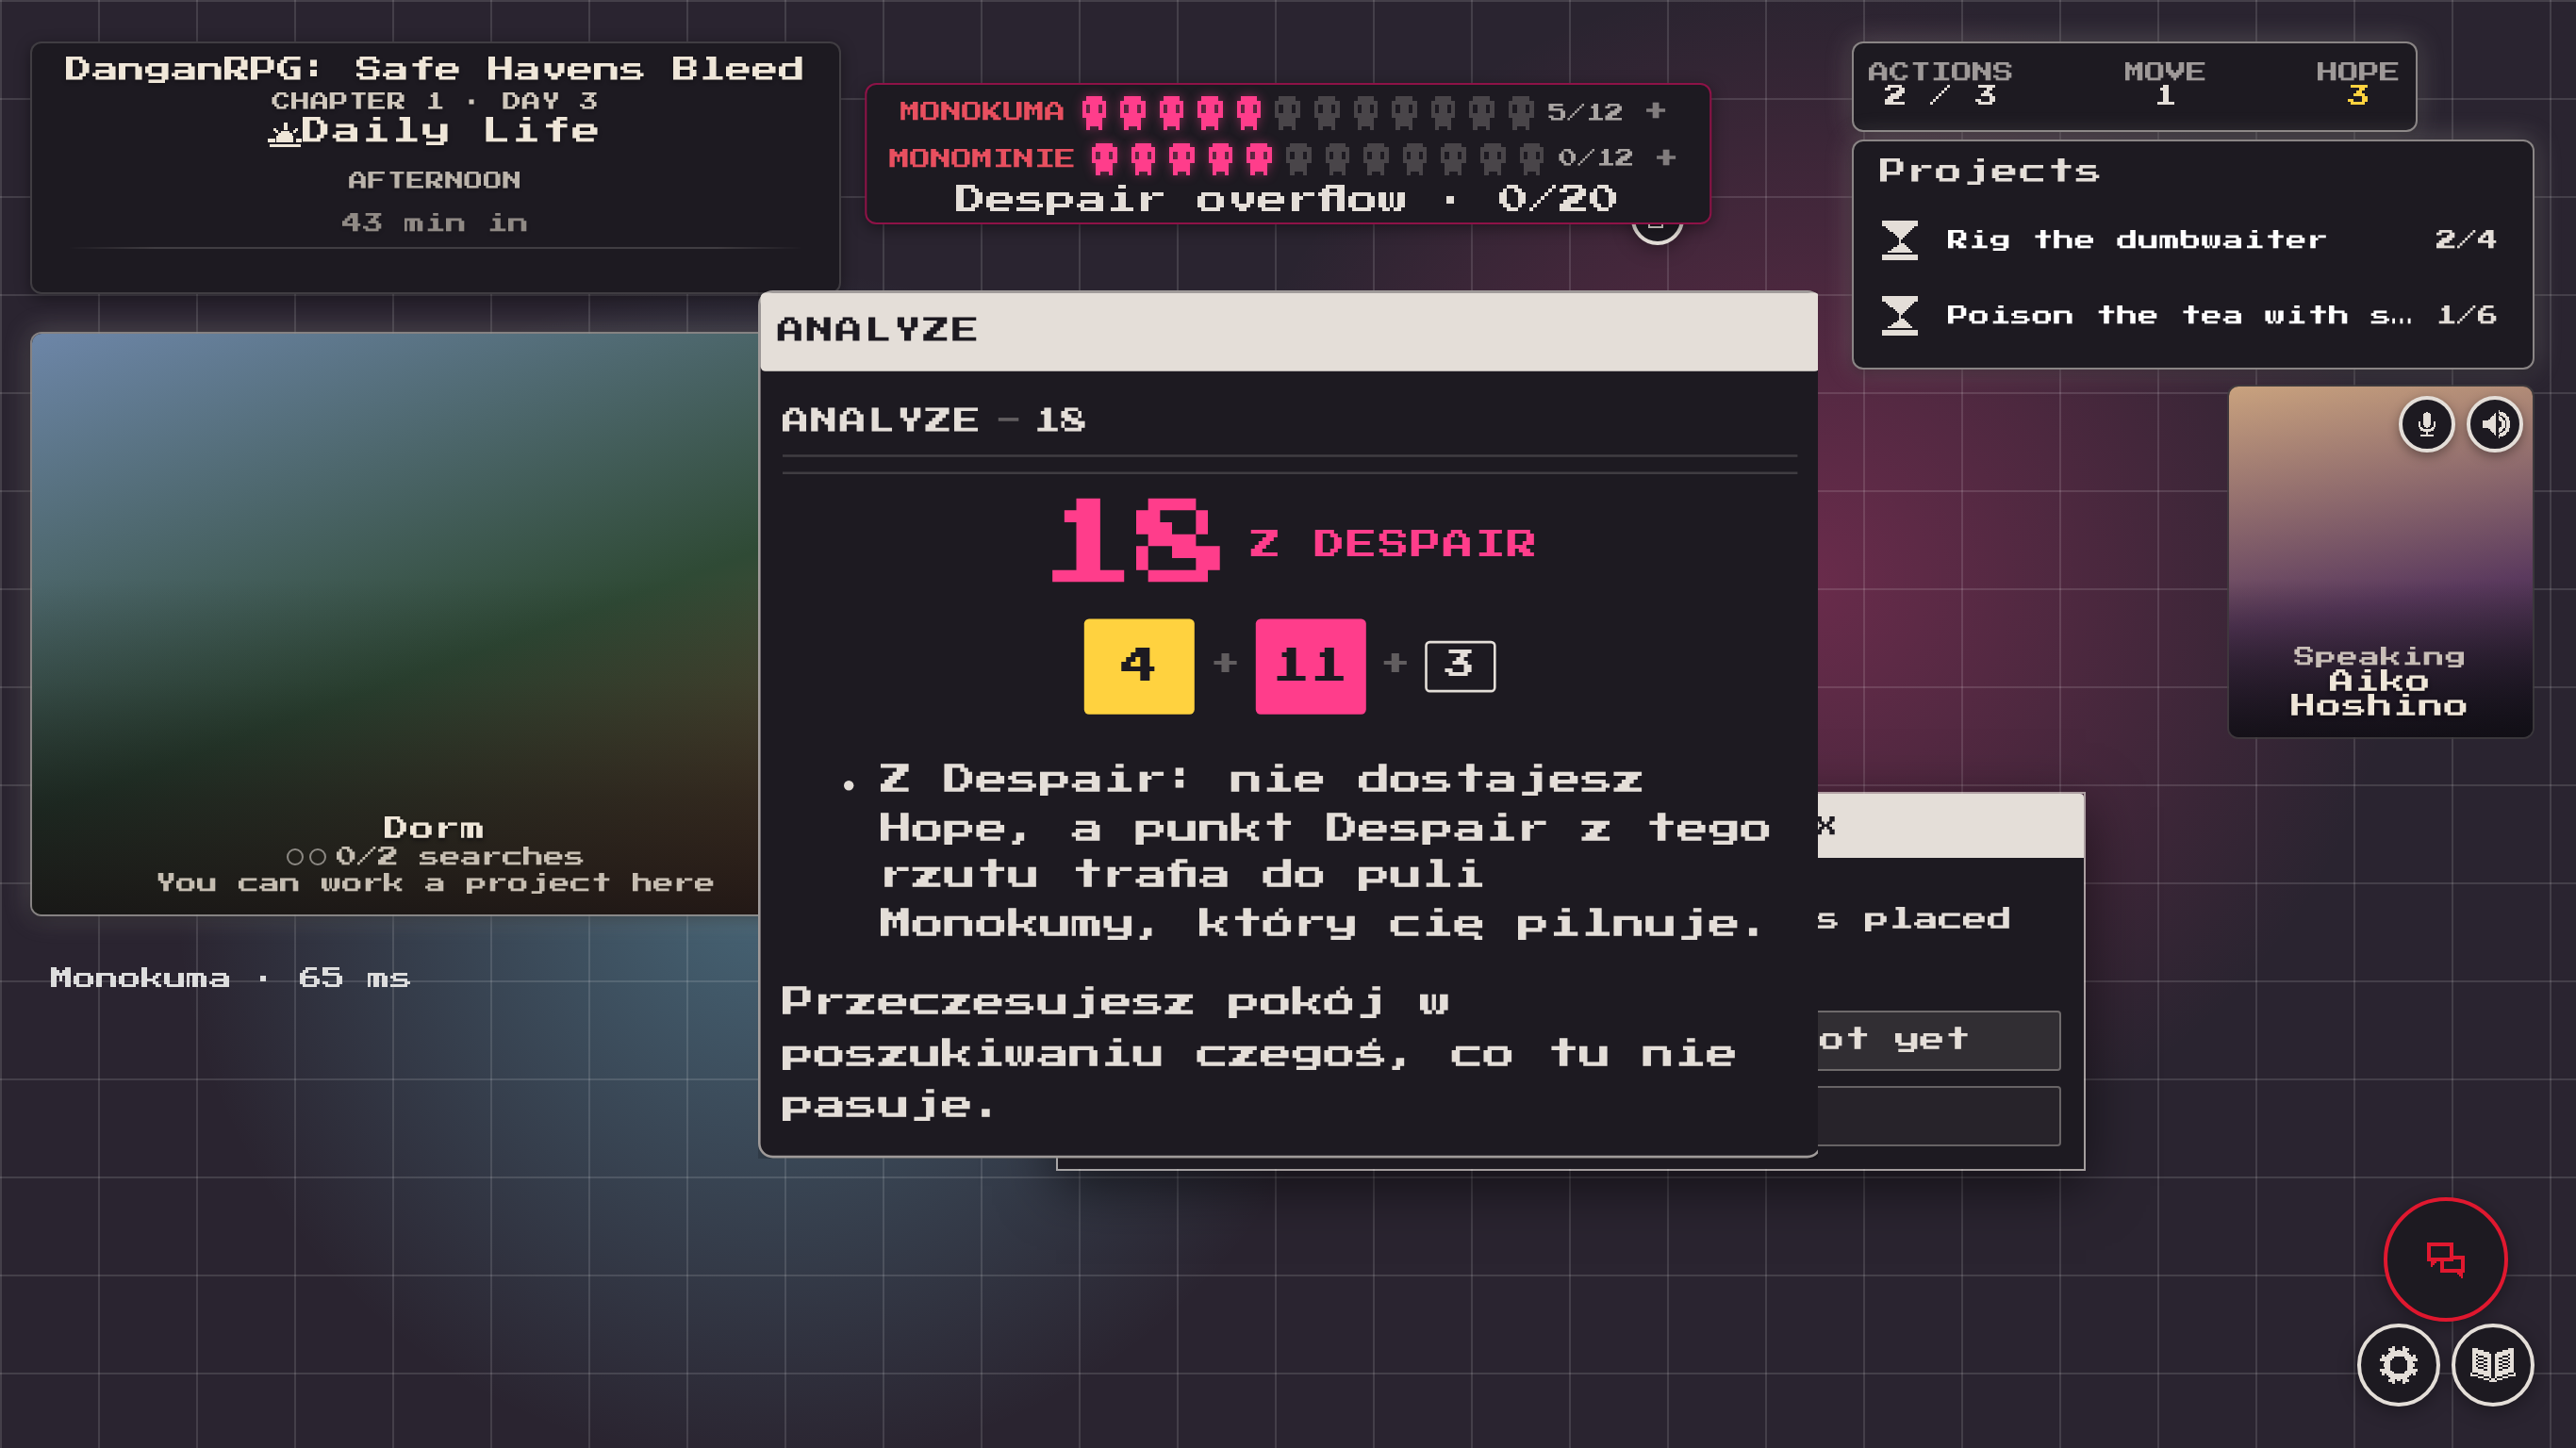 DanganRPG: Safe Havens Bleed
CHAPTER 1 · DAY 3
Daily Life
AFTERNOON
43 min in
MONOKUMA 5/12 +
MONOMINIE 0/12 +
Despair overflow · 0/20
ACTIONS MOVE HOPE
2 / 3 1 3
Projects
Rig the dumbwaiter 2/4
Poison the tea with s… 1/6
Speaking
Aiko
Hoshino
Dorm
0/2 searches
You can work a project here
Monokuma · 65 ms
ANALYZE
ANALYZE – 18
18 Z DESPAIR
4 + 11 + 3
• Z Despair: nie dostajesz
Hope, a punkt Despair z tego
rzutu trafia do puli
Monokumy, który cię pilnuje.
Przeczesujesz pokój w
poszukiwaniu czegoś, co tu nie
pasuje.
x
s placed
ot yet